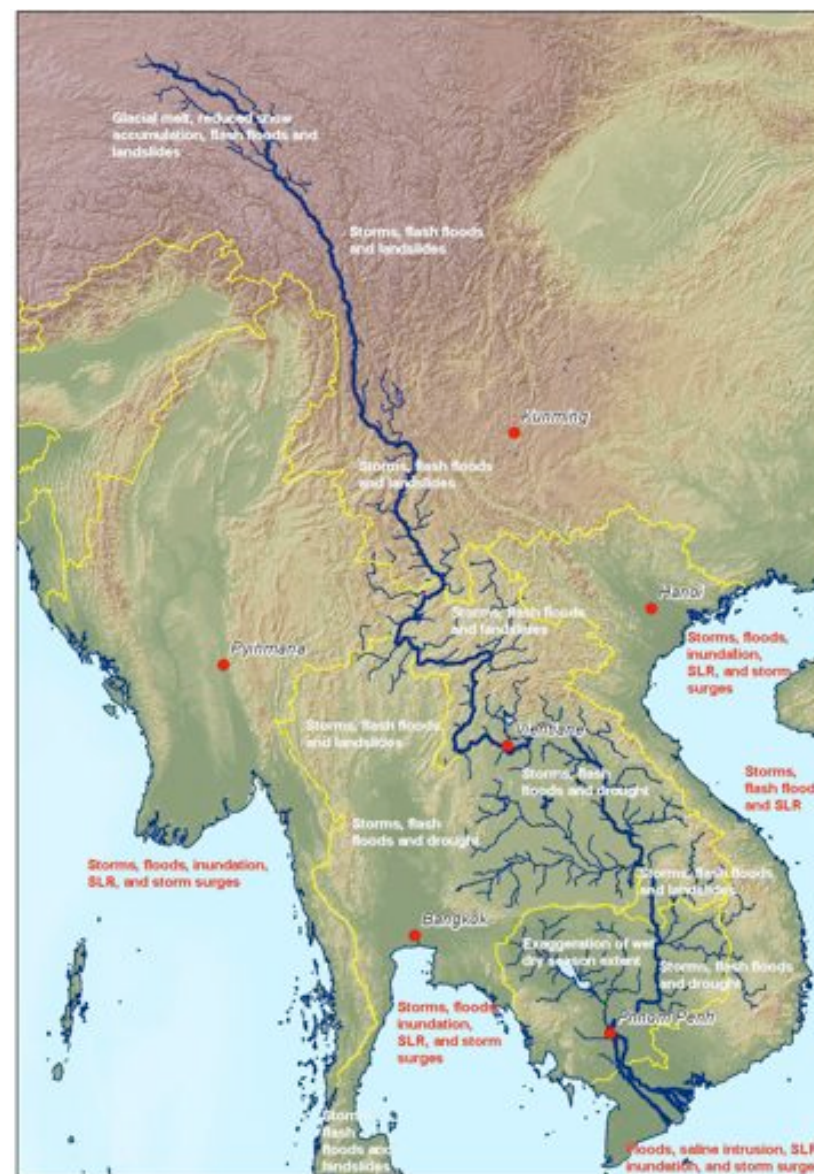 Glacial melt, reduced snow
accumulation, flash floods and
landslides
Storms, flash floods
and landslides
Kunming
Storms, flash floods
and landslides
Hanoi
Storms, flash floods
and landslides
Storms, floods,
inundation,
SLR, and storm
surges
Pyinmana
Storms, flash floods
and landslides
Vientiane
Storms, flash
floods and drought
Storms,
flash flood
and SLR
Storms, flash
floods and drought
Storms, floods, inundation,
SLR, and storm surges
Storms, flash floods
and landslides
Bangkok
Exaggeration of wet
dry season extent
Storms, flash floods
and drought
Storms, floods,
inundation,
SLR, and storm
surges
Phnom Penh
Storms,
flash
floods and
landslides
Floods, saline intrusion, SLR
inundation, and storm surge